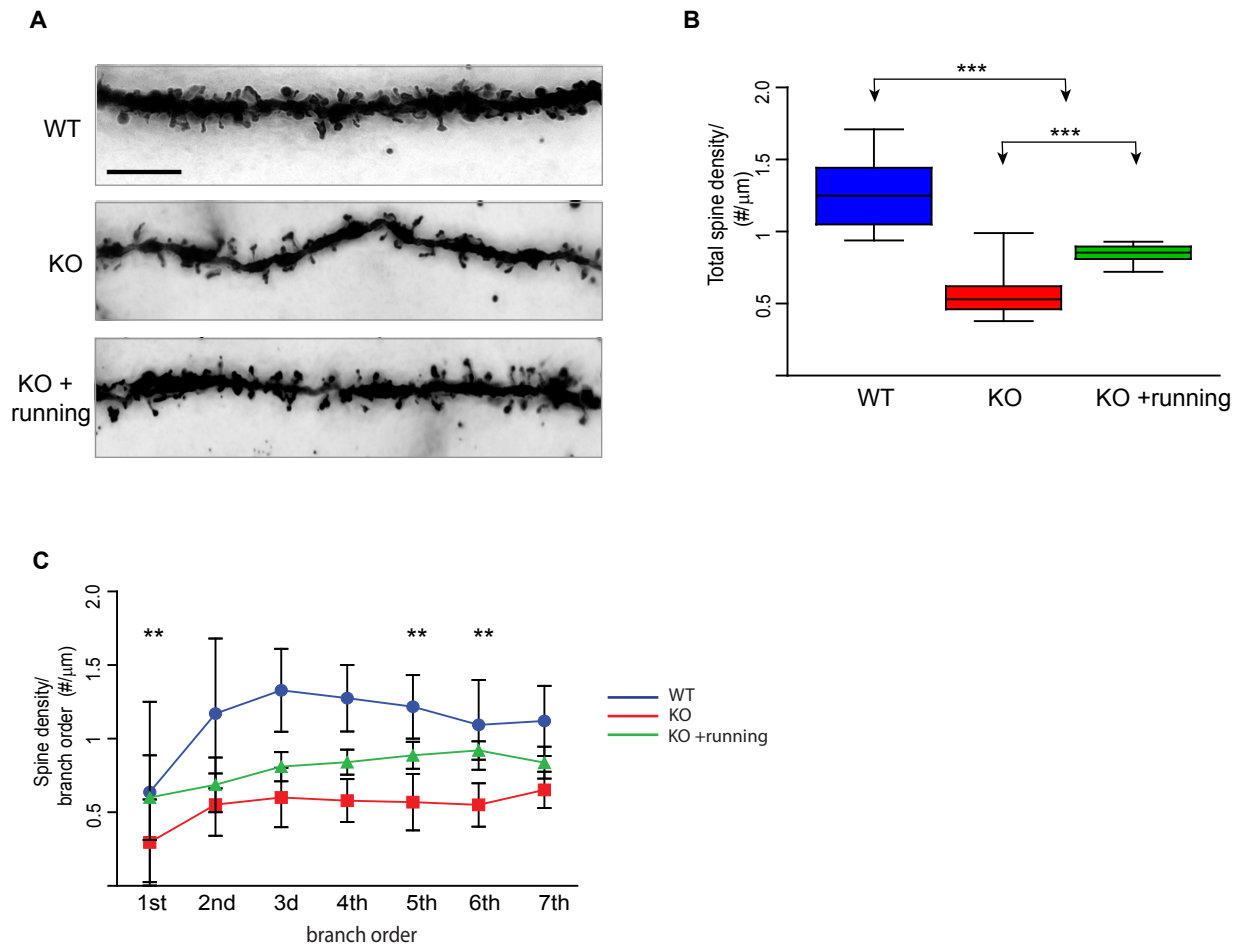 A
WT
KO
KO +
running
B
***
***
Total spine density/
(#/μm)
2.0
1.5
1
0.5
WT
KO
KO +running
C
Spine density/
branch order (#/μm)
2.0
1.5
1
0.5
**
**
**
1st
2nd
3d
4th
5th
6th
7th
branch order
WT
KO
KO +running